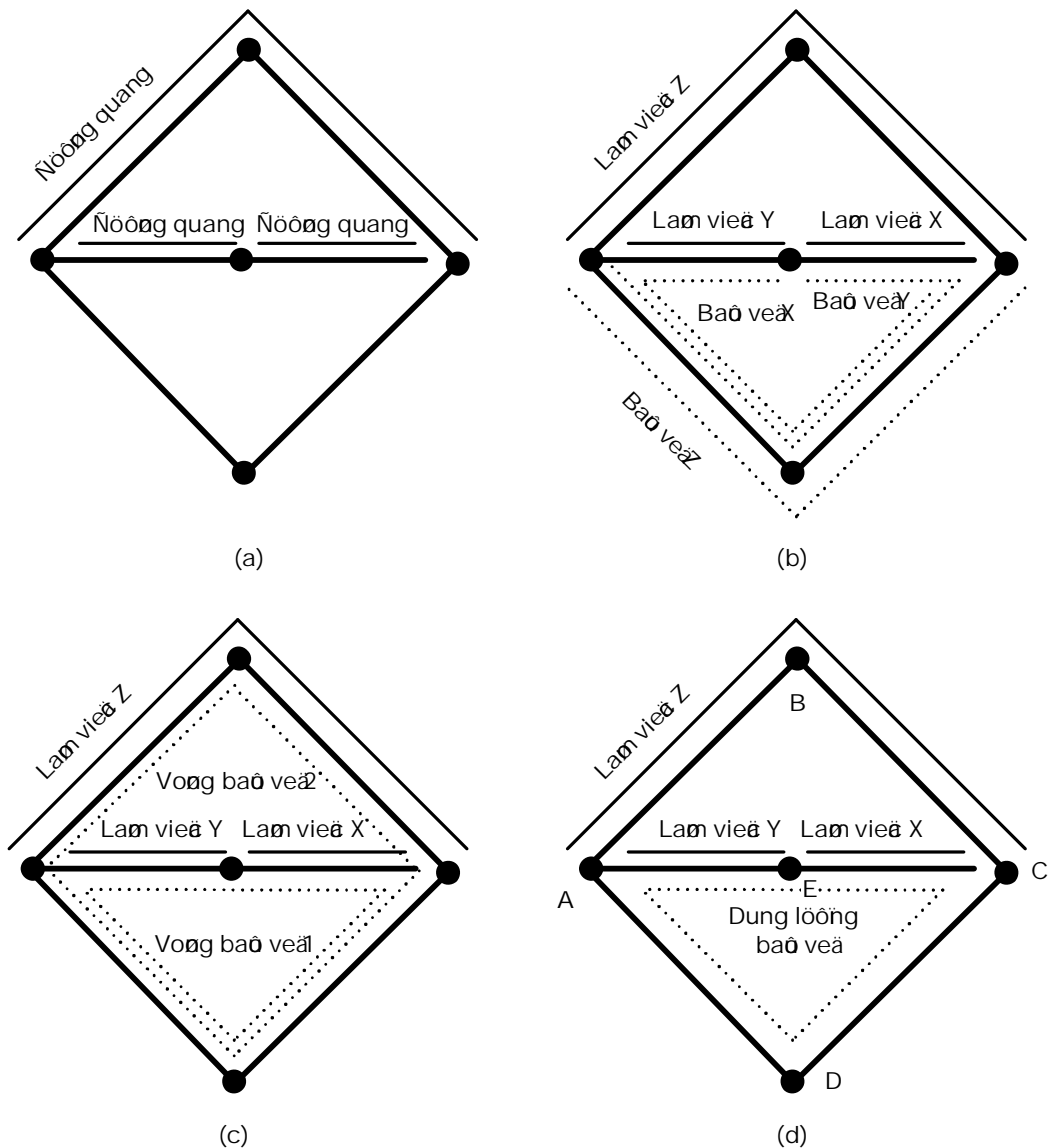 Ñöôøng quang
Ñöôøng quang
Ñöôøng quang
(a)
Laøm vieäc Z
Laøm vieäc Y
Laøm vieäc X
Baûo veä X
Baûo veä Y
Baûo veä Z
(b)
Laøm vieäc Z
Voøng baûo veä 2
Laøm vieäc Y
Laøm vieäc X
Voøng baûo veä 1
(c)
Laøm vieäc Z
B
Laøm vieäc Y
Laøm vieäc X
A
E
C
Dung löôïng
baûo veä
D
(d)